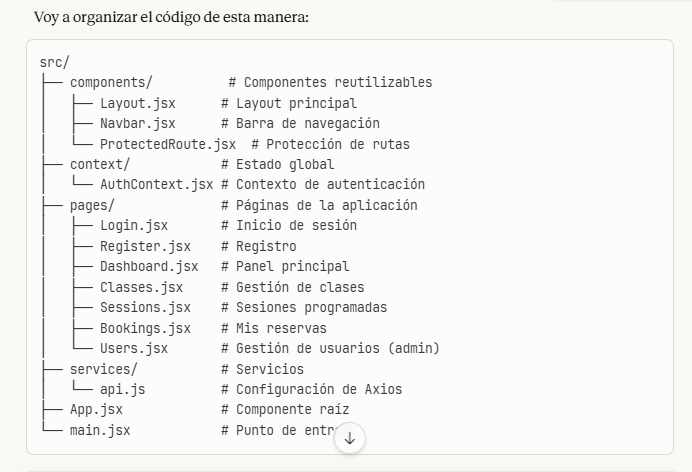 Voy a organizar el código de esta manera:
src/
├── components/          # Componentes reutilizables
│   ├── Layout.jsx      # Layout principal
│   ├── Navbar.jsx      # Barra de navegación
│   └── ProtectedRoute.jsx  # Protección de rutas
├── context/            # Estado global
│   └── AuthContext.jsx # Contexto de autenticación
├── pages/              # Páginas de la aplicación
│   ├── Login.jsx       # Inicio de sesión
│   ├── Register.jsx    # Registro
│   ├── Dashboard.jsx   # Panel principal
│   ├── Classes.jsx     # Gestión de clases
│   ├── Sessions.jsx    # Sesiones programadas
│   ├── Bookings.jsx    # Mis reservas
│   └── Users.jsx       # Gestión de usuarios (admin)
├── services/           # Servicios
│   └── api.js          # Configuración de Axios
├── App.jsx             # Componente raíz
└── main.jsx            # Punto de